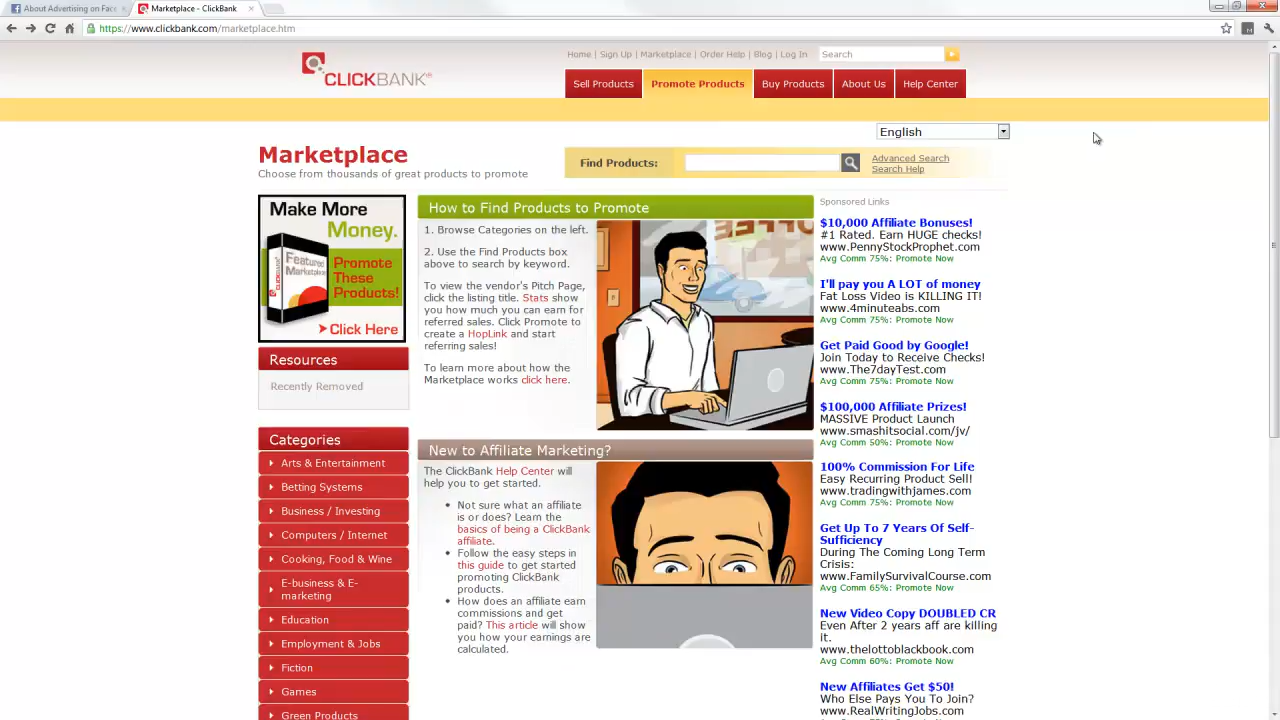 About Advertising on Fac
Marketplace - ClickBank
https://www.clickbank.com/marketplace.htm
Home | Sign Up | Marketplace | Order Help | Blog | Log In
Search
CLICKBANK®
Sell Products
Promote Products
Buy Products
About Us
Help Center
English
Marketplace
Choose from thousands of great products to promote
Find Products:
Advanced Search
Search Help
Make More
Money.
Featured
Marketplace
Promote
These
Products!
Click Here
Resources
Recently Removed
Categories
Arts & Entertainment
Betting Systems
Business / Investing
Computers / Internet
Cooking, Food & Wine
E-business & E-
marketing
Education
Employment & Jobs
Fiction
Games
Green Products
How to Find Products to Promote
1. Browse Categories on the left.
2. Use the Find Products box
above to search by keyword.
To view the vendor's Pitch Page,
click the listing title. Stats show
you how much you can earn for
referred sales. Click Promote to
create a HopLink and start
referring sales!
To learn more about how the
Marketplace works click here.
New to Affiliate Marketing?
The ClickBank Help Center will
help you to get started.
• Not sure what an affiliate
is or does? Learn the
basics of being a ClickBank
affiliate.
• Follow the easy steps in
this guide to get started
promoting ClickBank
products.
• How does an affiliate earn
commissions and get
paid? This article will show
you how your earnings are
calculated.
Sponsored Links
$10,000 Affiliate Bonuses!
#1 Rated. Earn HUGE checks!
www.PennyStockProphet.com
Avg Comm 75%: Promote Now
I'll pay you A LOT of money
Fat Loss Video is KILLING IT!
www.4minuteabs.com
Avg Comm 75%: Promote Now
Get Paid Good by Google!
Join Today to Receive Checks!
www.The7dayTest.com
Avg Comm 75%: Promote Now
$100,000 Affiliate Prizes!
MASSIVE Product Launch
www.smashitsocial.com/jv/
Avg Comm 50%: Promote Now
100% Commission For Life
Easy Recurring Product Sell!
www.tradingwithjames.com
Avg Comm 75%: Promote Now
Get Up To 7 Years Of Self-
Sufficiency
During The Coming Long Term
Crisis:
www.FamilySurvivalCourse.com
Avg Comm 65%: Promote Now
New Video Copy DOUBLED CR
Even After 2 years aff are killing
it.
www.thelottoblackbook.com
Avg Comm 60%: Promote Now
New Affiliates Get $50!
Who Else Pays You To Join?
www.RealWritingJobs.com